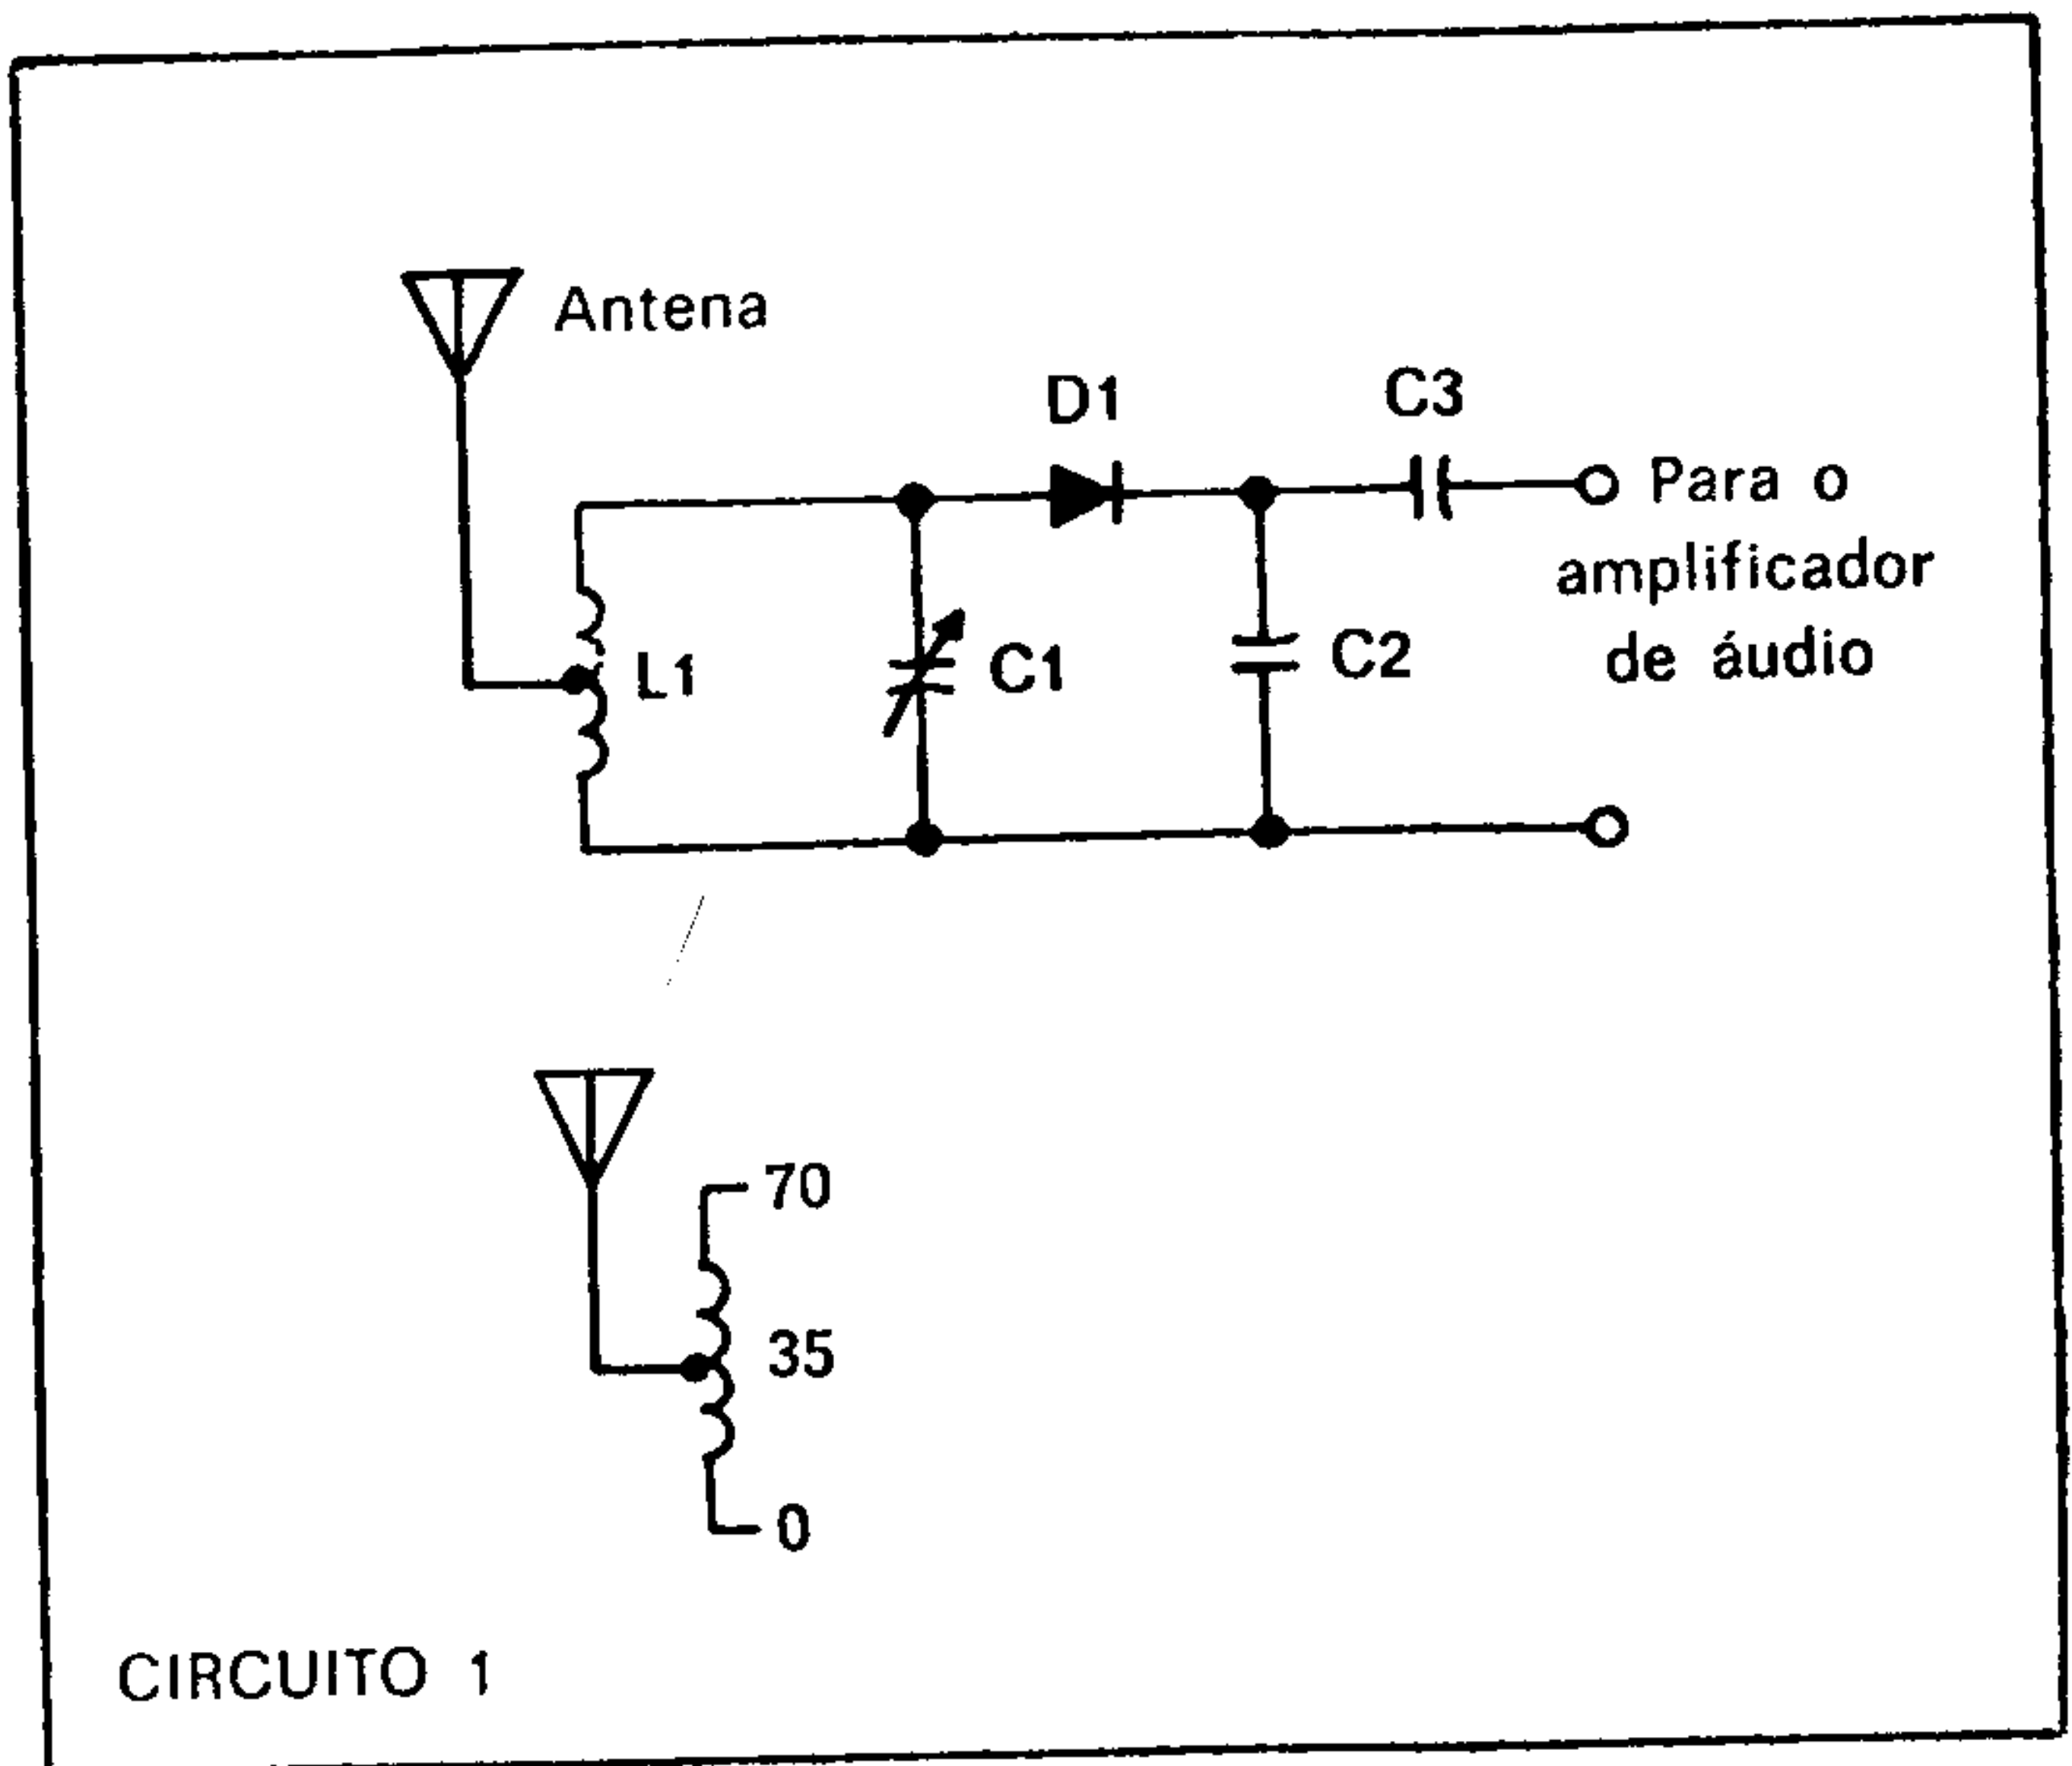 Antena
D1
C3
Para o
amplificador
de áudio
L1
C1
C2
70
35
0
CIRCUITO 1